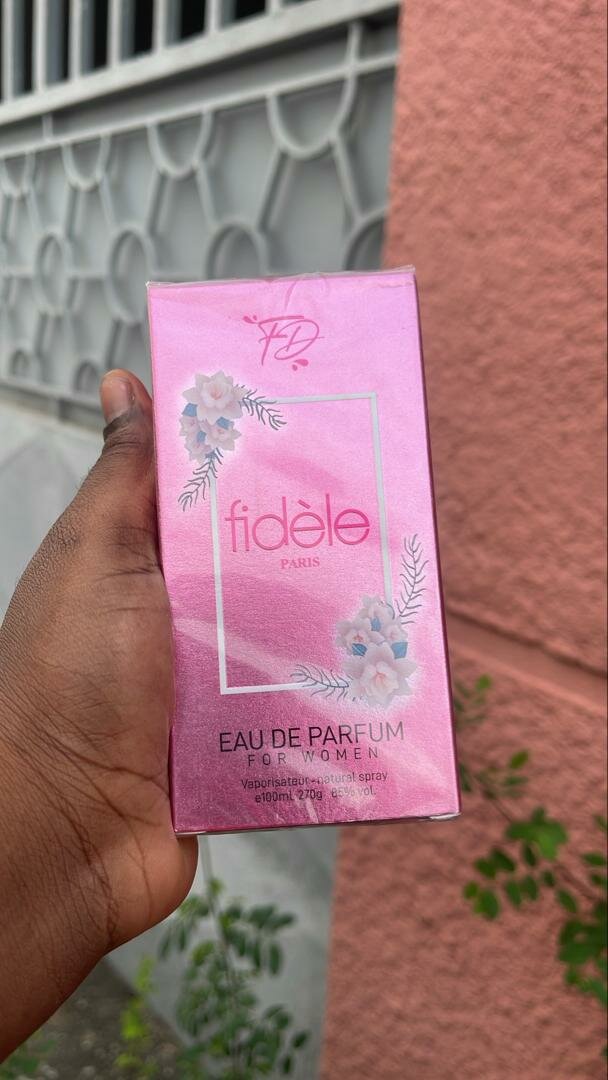 FD
fidèle
PARIS
EAU DE PARFUM
FOR WOMEN
Vaporisateur - natural spray
e100ml 270g 85% vol.